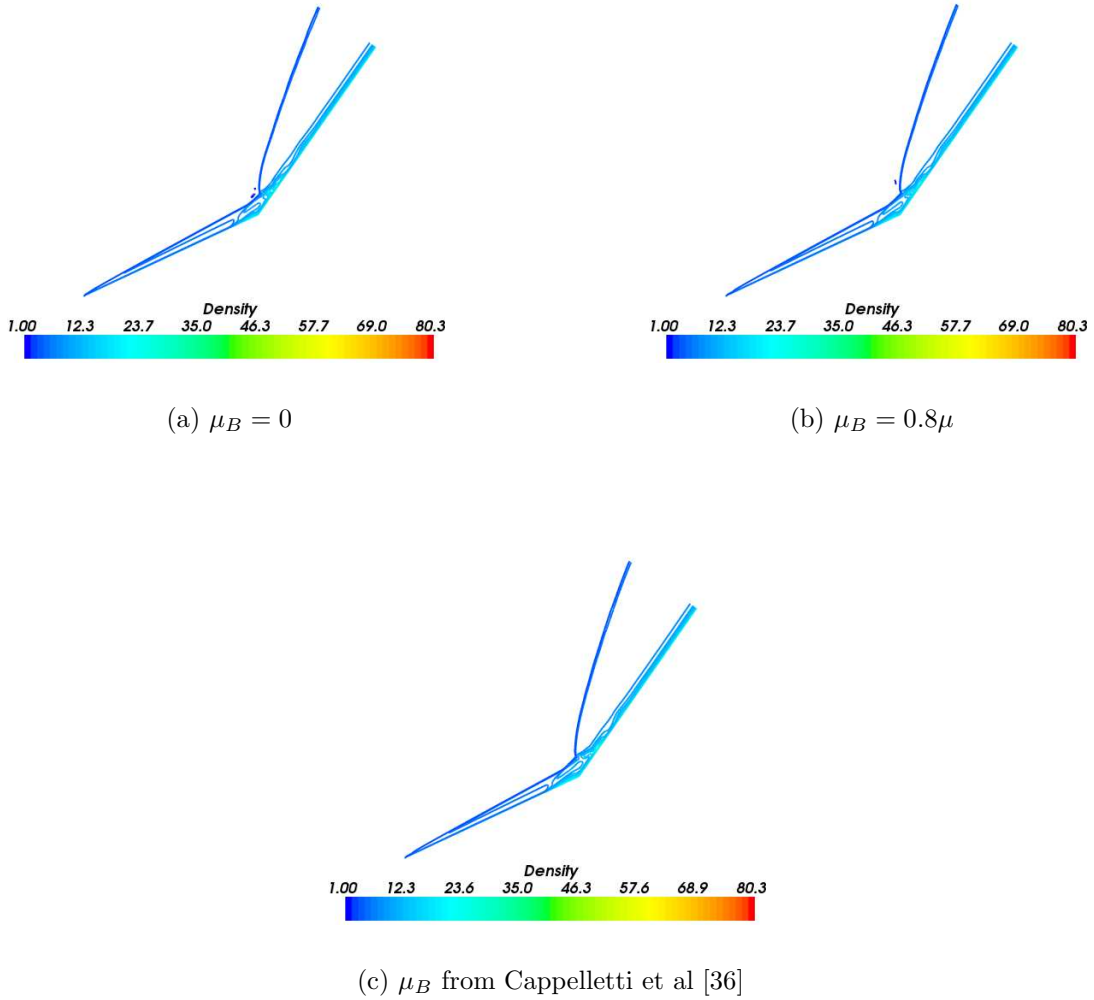 Density
1.00 12.3 23.7 35.0 46.3 57.7 69.0 80.3
(a) μ_B = 0
Density
1.00 12.3 23.7 35.0 46.3 57.7 69.0 80.3
(b) μ_B = 0.8μ
Density
1.00 12.3 23.6 35.0 46.3 57.6 68.9 80.3
(c) μ_B from Cappelletti et al [36]